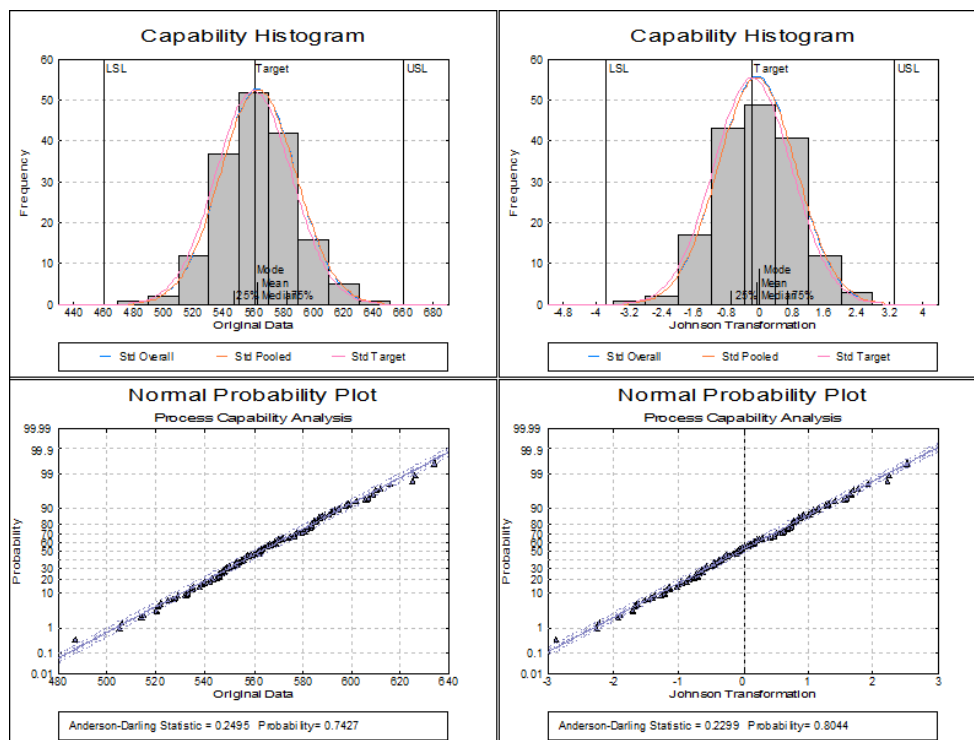 Capability Histogram
LSL Target USL
60
50
40
30
20
10
0
Frequency
Mode
Mean
25% Median 75%
440 460 480 500 520 540 560 580 600 620 640 660 680
Original Data
Std Overall Std Pooled Std Target
Capability Histogram
LSL Target USL
60
50
40
30
20
10
0
Frequency
Mode
Mean
25% Median 75%
-4.8 -4 -3.2 -2.4 -1.6 -0.8 0 0.8 1.6 2.4 3.2 4
Johnson Transformation
Std Overall Std Pooled Std Target
Normal Probability Plot
Process Capability Analysis
99.99
99.9
99
90
80
70
60
50
30
20
10
1
0.1
0.01
Probability
480 500 520 540 560 580 600 620 640
Original Data
Anderson-Darling Statistic = 0.2495 Probability= 0.7427
Normal Probability Plot
Process Capability Analysis
99.99
99.9
99
90
80
70
60
50
30
20
10
1
0.1
0.01
Probability
-3 -2 -1 0 1 2 3
Johnson Transformation
Anderson-Darling Statistic = 0.2299 Probability= 0.8044